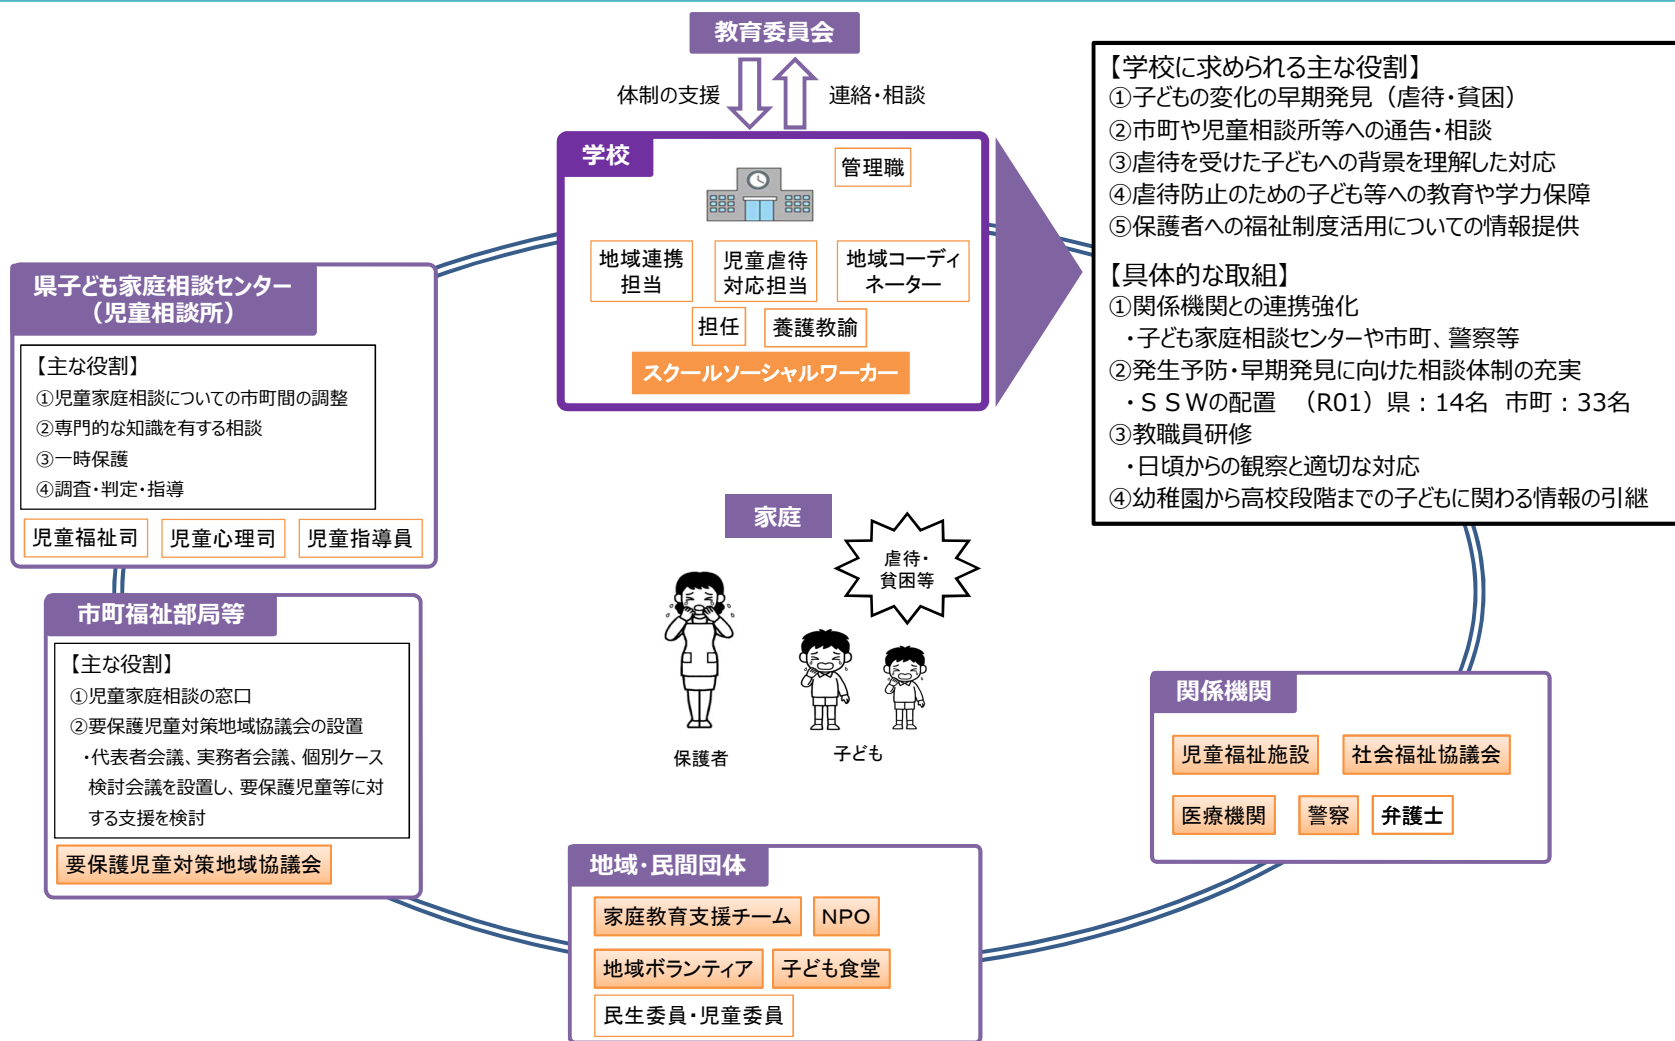 教育委員会
体制の支援
連絡・相談
学校
管理職
地域連携
担当
児童虐待
対応担当
地域コーディ
ネーター
担任
養護教諭
スクールソーシャルワーカー
【学校に求められる主な役割】
①子どもの変化の早期発見（虐待・貧困）
②市町や児童相談所等への通告・相談
③虐待を受けた子どもへの背景を理解した対応
④虐待防止のための子ども等への教育や学力保障
⑤保護者への福祉制度活用についての情報提供
【具体的な取組】
①関係機関との連携強化
・子ども家庭相談センターや市町、警察等
②発生予防・早期発見に向けた相談体制の充実
・ＳＳＷの配置　（R01）県：14名　市町：33名
③教職員研修
・日頃からの観察と適切な対応
④幼稚園から高校段階までの子どもに関わる情報の引継
県子ども家庭相談センター
（児童相談所）
【主な役割】
①児童家庭相談についての市町間の調整
②専門的な知識を有する相談
③一時保護
④調査・判定・指導
児童福祉司
児童心理司
児童指導員
市町福祉部局等
【主な役割】
①児童家庭相談の窓口
②要保護児童対策地域協議会の設置
・代表者会議、実務者会議、個別ケース
検討会議を設置し、要保護児童等に対
する支援を検討
要保護児童対策地域協議会
家庭
虐待・
貧困等
保護者
子ども
関係機関
児童福祉施設
社会福祉協議会
医療機関
警察
弁護士
地域・民間団体
家庭教育支援チーム
NPO
地域ボランティア
子ども食堂
民生委員・児童委員